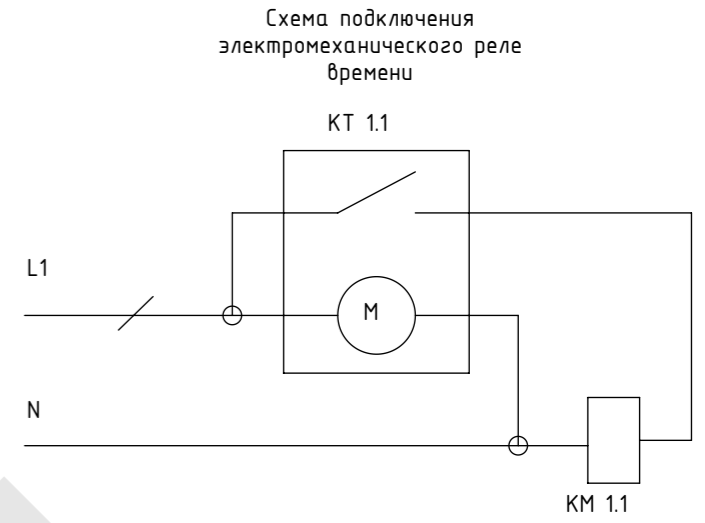 Схема подключения
электромеханического реле
времени
КТ 1.1
L1
М
N
КМ 1.1